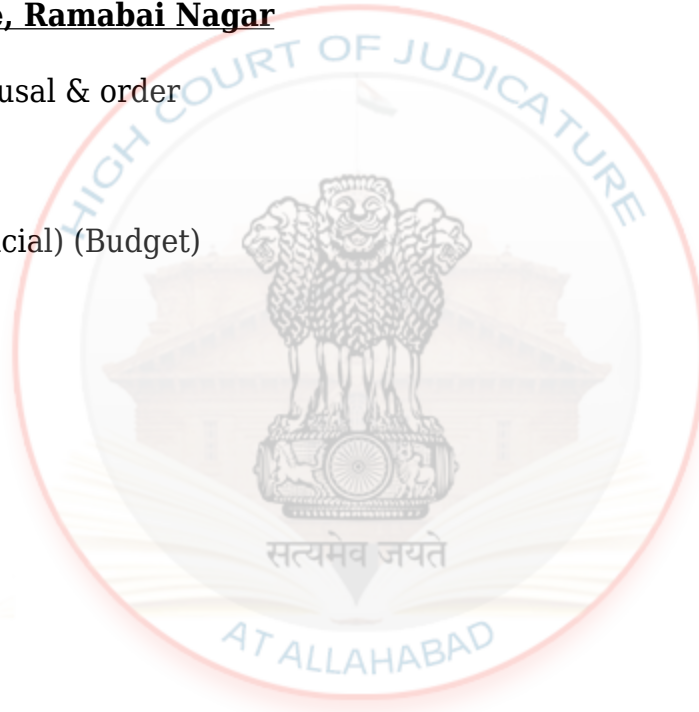 e, Ramabai Nagar
HIGH COURT OF JUDICATURE
usal & order
cial) (Budget)
सत्यमेव जयते
AT ALLAHABAD